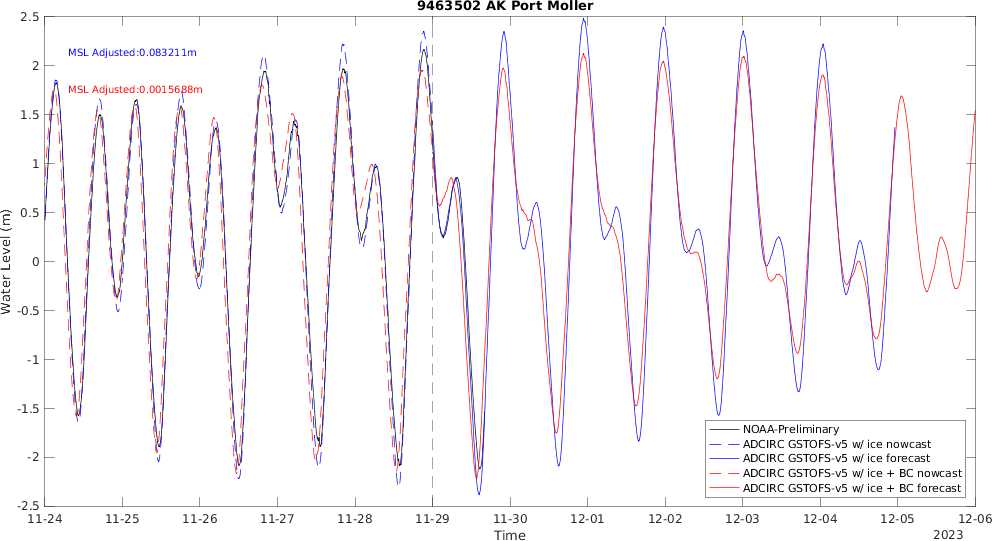 9463502 AK Port Moller
MSL Adjusted:0.083211m
MSL Adjusted:0.0015688m
Water Level (m)
2.5
2
1.5
1
0.5
0
-0.5
-1
-1.5
-2
-2.5
NOAA-Preliminary
ADCIRC GSTOFS-v5 w/ ice nowcast
ADCIRC GSTOFS-v5 w/ ice forecast
ADCIRC GSTOFS-v5 w/ ice + BC nowcast
ADCIRC GSTOFS-v5 w/ ice + BC forecast
11-24 11-25 11-26 11-27 11-28 11-29 11-30 12-01 12-02 12-03 12-04 12-05 12-06
Time
2023